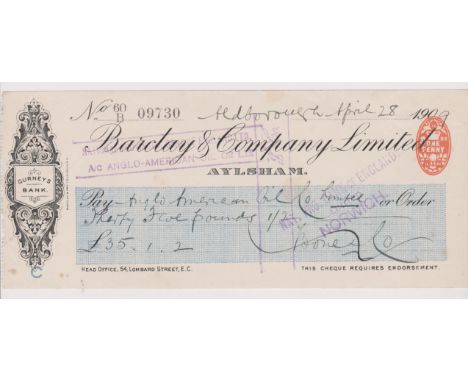 No 60/B 09730 Aldborough April 28 190
Barclay & Company Limited,
ONE PENNY
A/C ANGLO-AMERICAN OIL Co LD
AYLSHAM.
GURNEYS BANK.
Pay Anglo American Oil Co Limited or Order
Thirty Five pounds 1/2
NORWICH
£35.1.2
C
HEAD OFFICE, 54, LOMBARD STREET, E.C. THIS CHEQUE REQUIRES ENDORSEMENT.